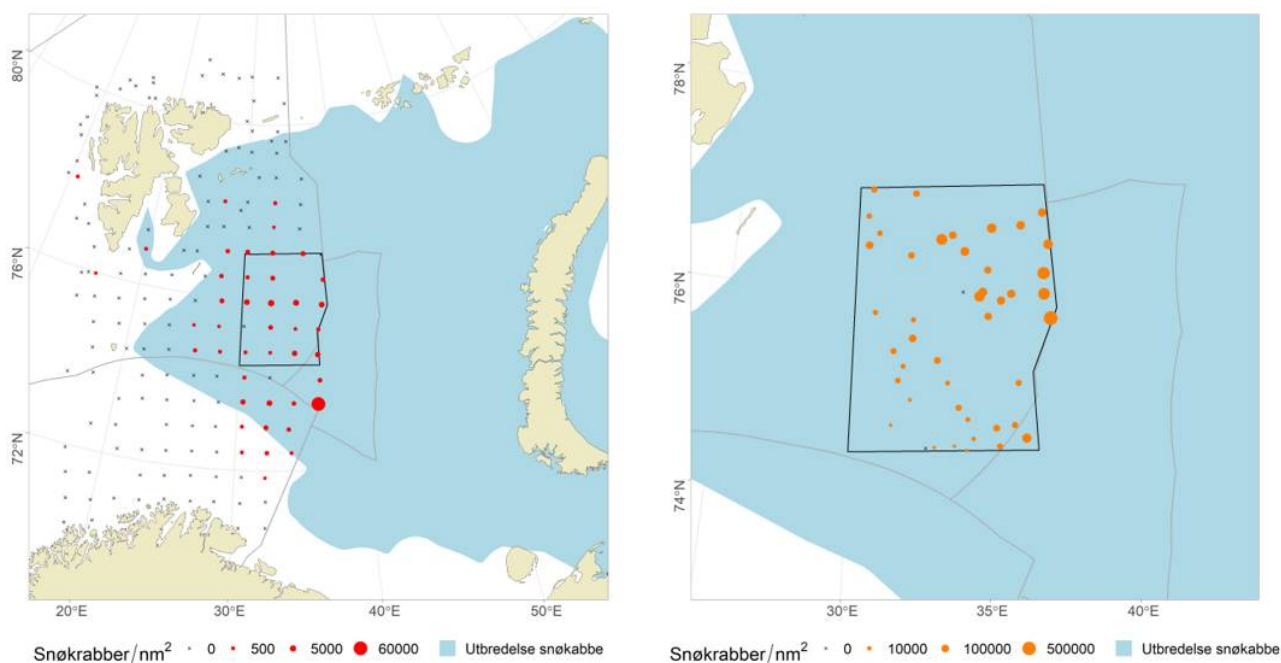 80°N
76°N
72°N
20°E 30°E 40°E 50°E
Snøkrabber/nm² 0 500 5000 60000 Utbredelse snøkabbe
78°N
76°N
74°N
30°E 35°E 40°E
Snøkrabber/nm² 0 10000 100000 500000 Utbredelse snøkabbe